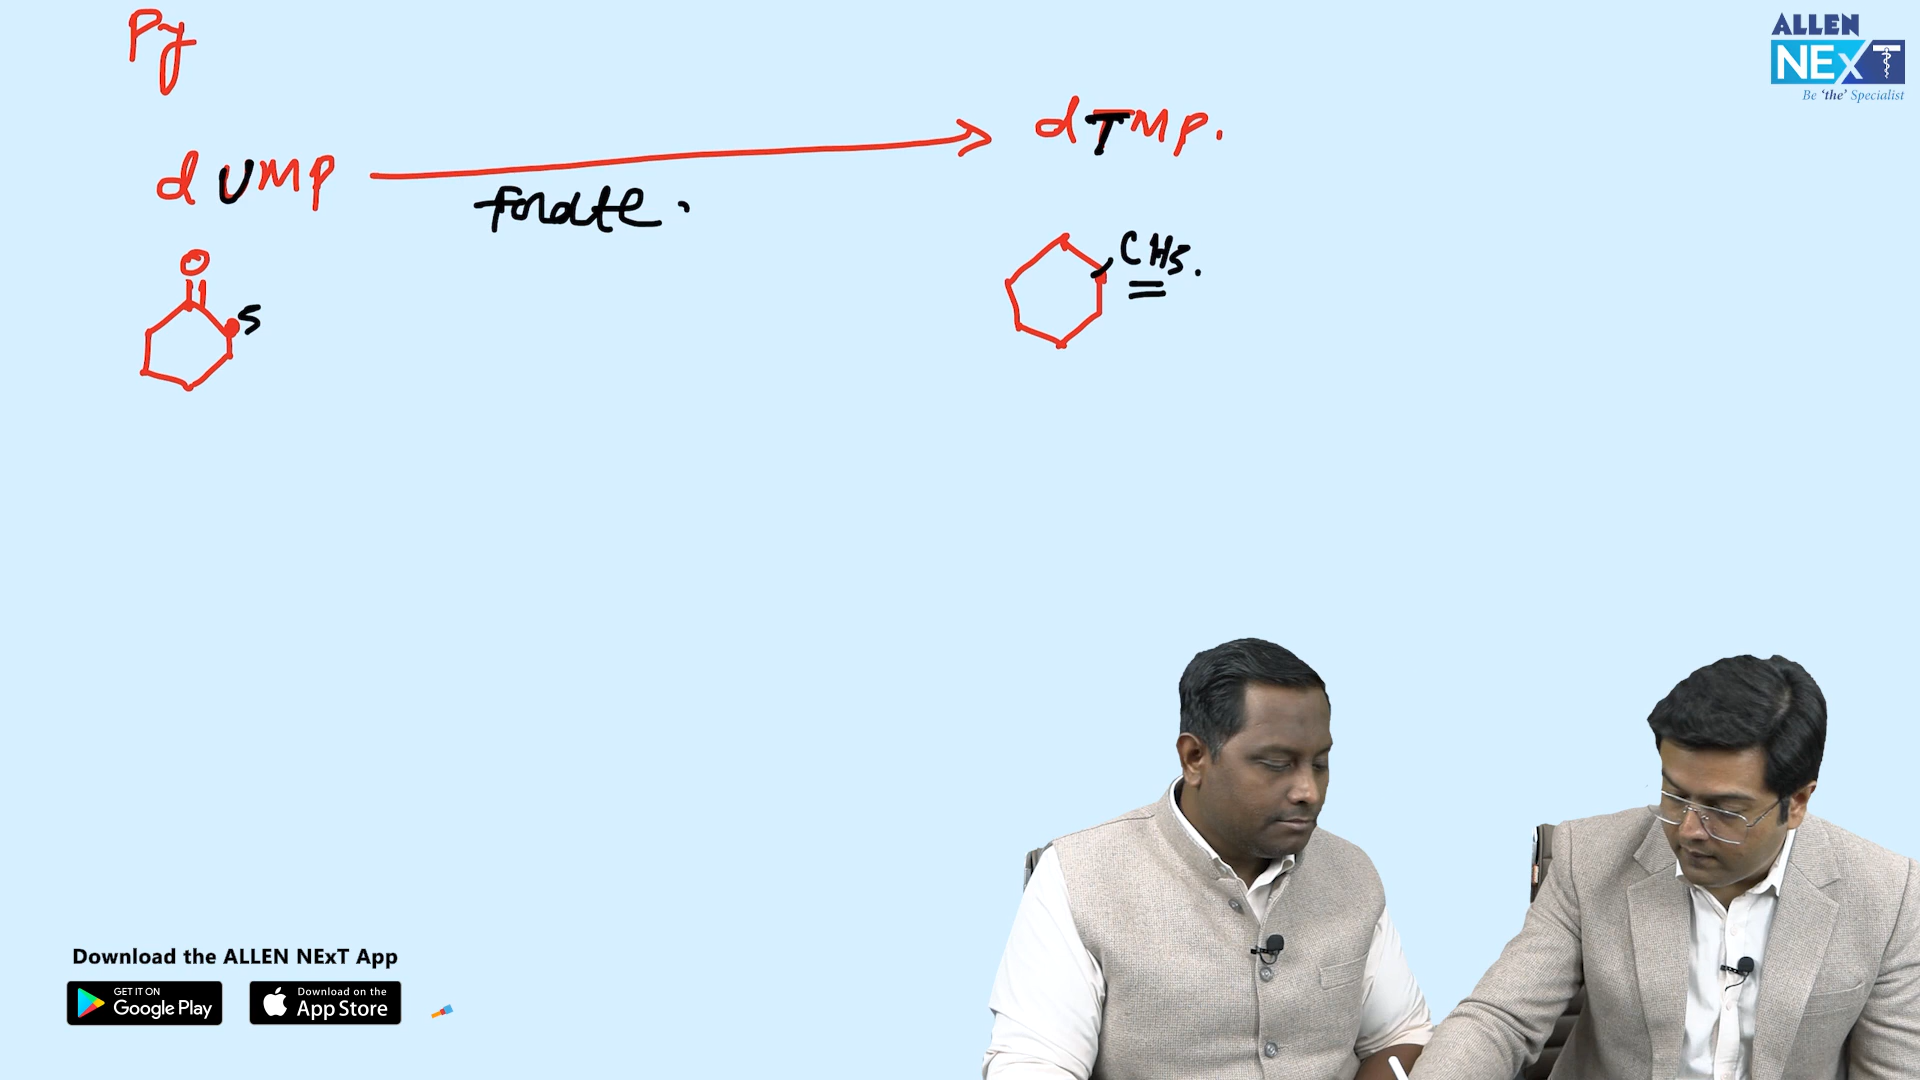 Py
ALLEN
NExT
Be 'the' Specialist
dUMP
dTMP.
Folate.
O
5
CH3.
Download the ALLEN NExT App
GET IT ON
Google Play
Download on the
App Store